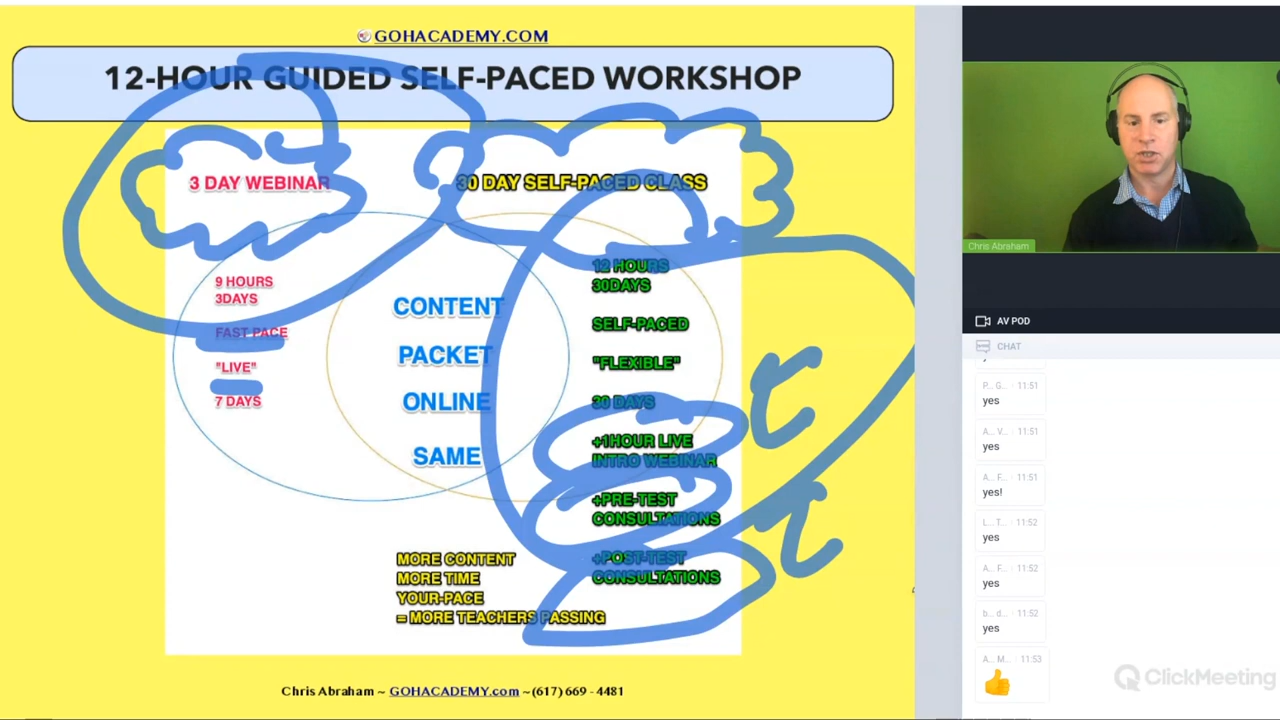 GOHACADEMY.COM
12-HOUR GUIDED SELF-PACED WORKSHOP
3 DAY WEBINAR
30 DAY SELF-PACED CLASS
9 HOURS
3DAYS
FAST PACE
"LIVE"
7 DAYS
CONTENT
PACKET
ONLINE
SAME
12 HOURS
30DAYS
SELF-PACED
"FLEXIBLE"
30 DAYS
+1HOUR LIVE
INTRO WEBINAR
+PRE-TEST
CONSULTATIONS
+POST-TEST
CONSULTATIONS
MORE CONTENT
MORE TIME
YOUR-PACE
= MORE TEACHERS PASSING
Chris Abraham ~ GOHACADEMY.com ~(617) 669 - 4481
Chris Abraham
AV POD
CHAT
P... G... 11:51
yes
A... V... 11:51
yes
A... F... 11:51
yes!
L... T... 11:52
yes
A... F... 11:52
yes
b... d... 11:52
yes
A... M... 11:53
ClickMeeting